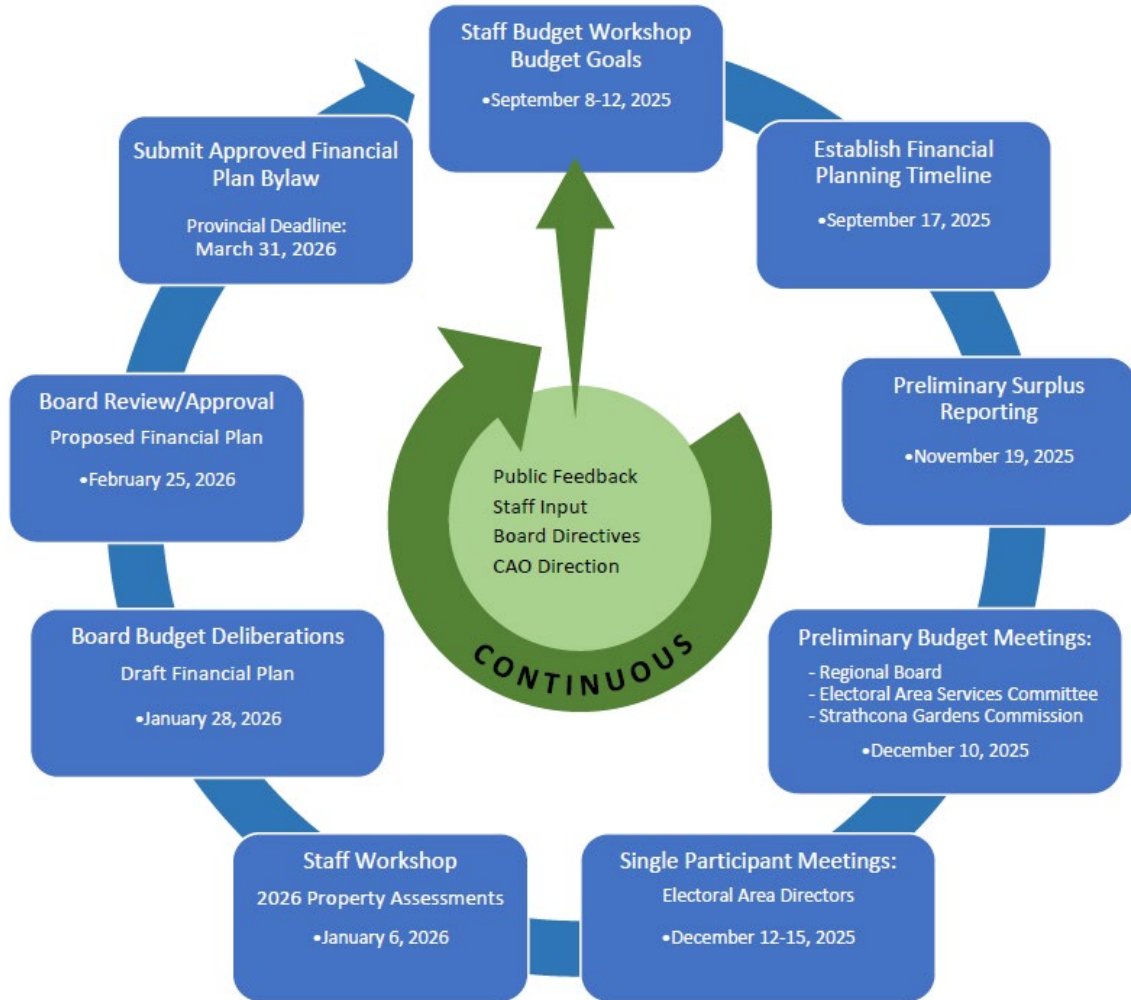 Staff Budget Workshop
Budget Goals
•September 8-12, 2025
Establish Financial
Planning Timeline
•September 17, 2025
Preliminary Surplus
Reporting
•November 19, 2025
Preliminary Budget Meetings:
- Regional Board
- Electoral Area Services Committee
- Strathcona Gardens Commission
•December 10, 2025
Single Participant Meetings:
Electoral Area Directors
•December 12-15, 2025
Staff Workshop
2026 Property Assessments
•January 6, 2026
Board Budget Deliberations
Draft Financial Plan
•January 28, 2026
Board Review/Approval
Proposed Financial Plan
•February 25, 2026
Submit Approved Financial
Plan Bylaw
Provincial Deadline:
March 31, 2026
Public Feedback
Staff Input
Board Directives
CAO Direction
CONTINUOUS